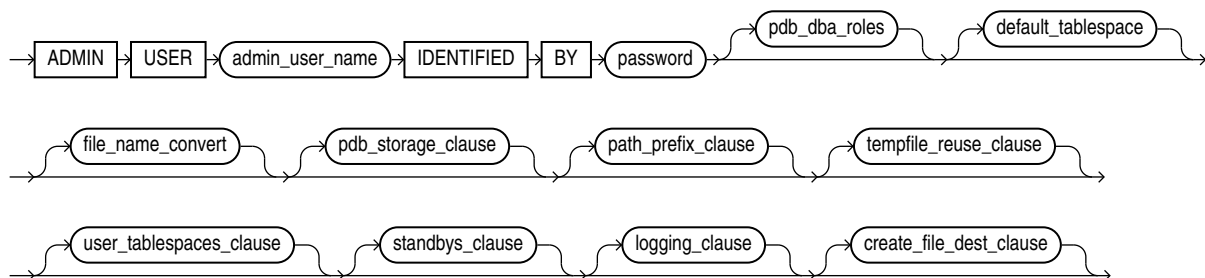 pdb_dba_roles default_tablespace
ADMIN USER admin_user_name IDENTIFIED BY password
file_name_convert pdb_storage_clause path_prefix_clause tempfile_reuse_clause
user_tablespaces_clause standbys_clause logging_clause create_file_dest_clause